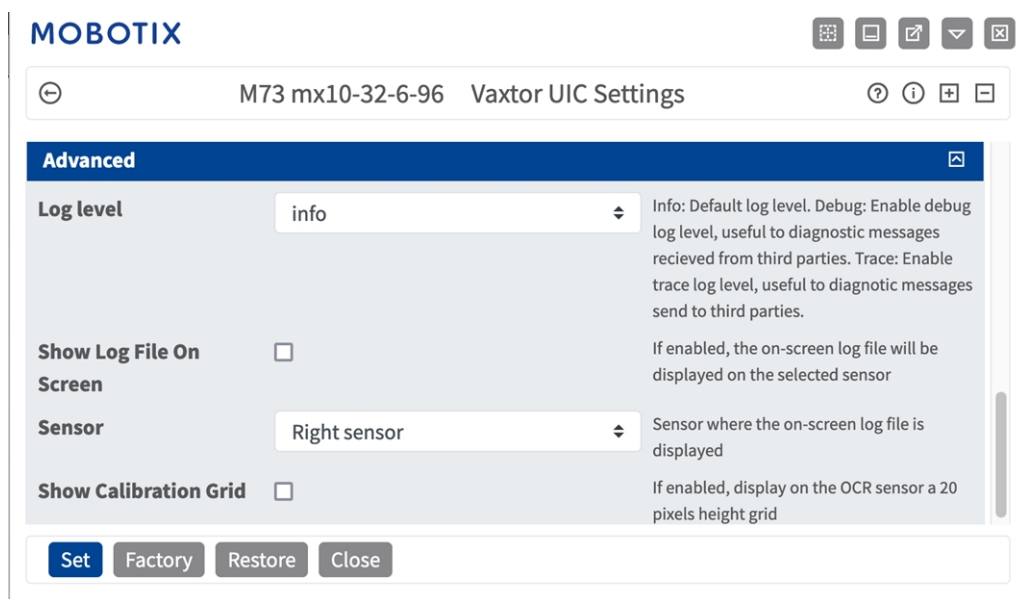 MOBOTIX
M73 mx10-32-6-96 Vaxtor UIC Settings
Advanced
Log level
info
Info: Default log level. Debug: Enable debug
log level, useful to diagnostic messages
recieved from third parties. Trace: Enable
trace log level, useful to diagnotic messages
send to third parties.
Show Log File On
Screen
If enabled, the on-screen log file will be
displayed on the selected sensor
Sensor
Right sensor
Sensor where the on-screen log file is
displayed
Show Calibration Grid
If enabled, display on the OCR sensor a 20
pixels height grid
Set Factory Restore Close